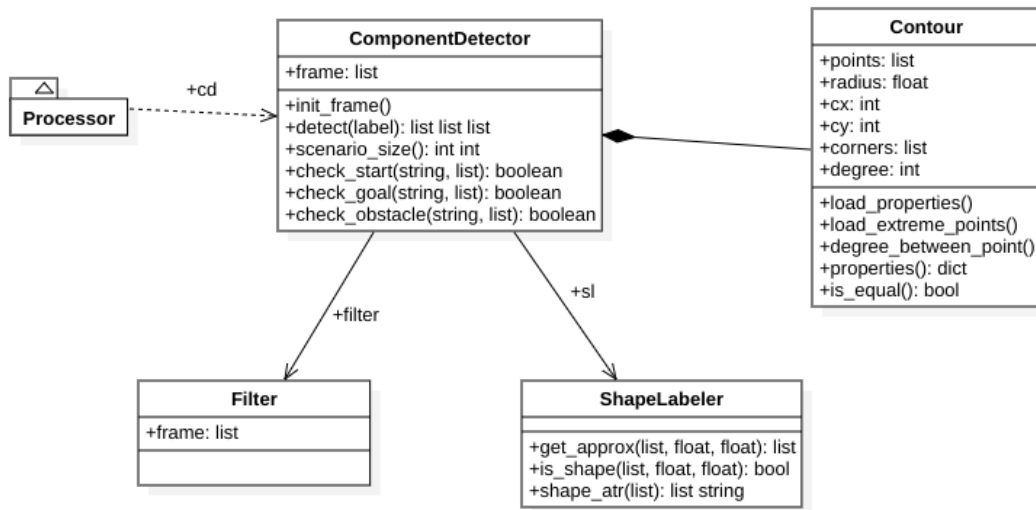 ComponentDetector
+frame: list
+init_frame()
+detect(label): list list list
+scenario_size(): int int
+check_start(string, list): boolean
+check_goal(string, list): boolean
+check_obstacle(string, list): boolean
Contour
+points: list
+radius: float
+cx: int
+cy: int
+corners: list
+degree: int
+load_properties()
+load_extreme_points()
+degree_between_point()
+properties(): dict
+is_equal(): bool
+cd
Processor
+filter
+sl
Filter
+frame: list
ShapeLabeler
+get_approx(list, float, float): list
+is_shape(list, float, float): bool
+shape_atr(list): list string